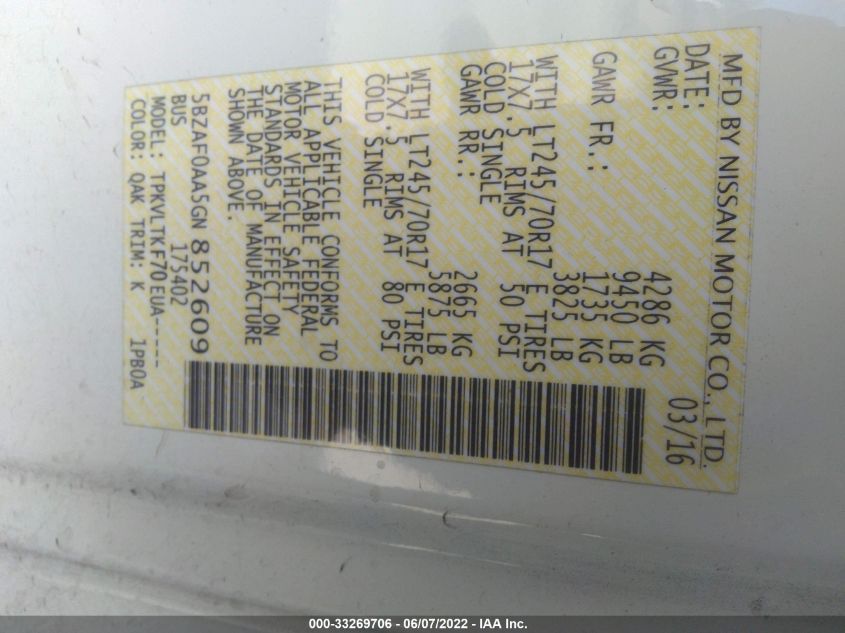 MFD BY NISSAN MOTOR CO., LTD.
DATE: 03/16
GVWR: 4286 KG
9450 LB
GAWR FR.: 1735 KG
3825 LB
WITH LT245/70R17 E TIRES
17X7.5 RIMS AT 50 PSI
COLD SINGLE
GAWR RR.: 2665 KG
5875 LB
WITH LT245/70R17 E TIRES
17X7.5 RIMS AT 80 PSI
COLD SINGLE
THIS VEHICLE CONFORMS TO
ALL APPLICABLE FEDERAL
MOTOR VEHICLE SAFETY
STANDARDS IN EFFECT ON
THE DATE OF MANUFACTURE
SHOWN ABOVE.
5BZAF0AA5GN852609
BUS 175402
MODEL: TPKVLTKF70EUA-----
COLOR: QAK TRIM: K 1PB0A
000-33269706 - 06/07/2022 - IAA Inc.